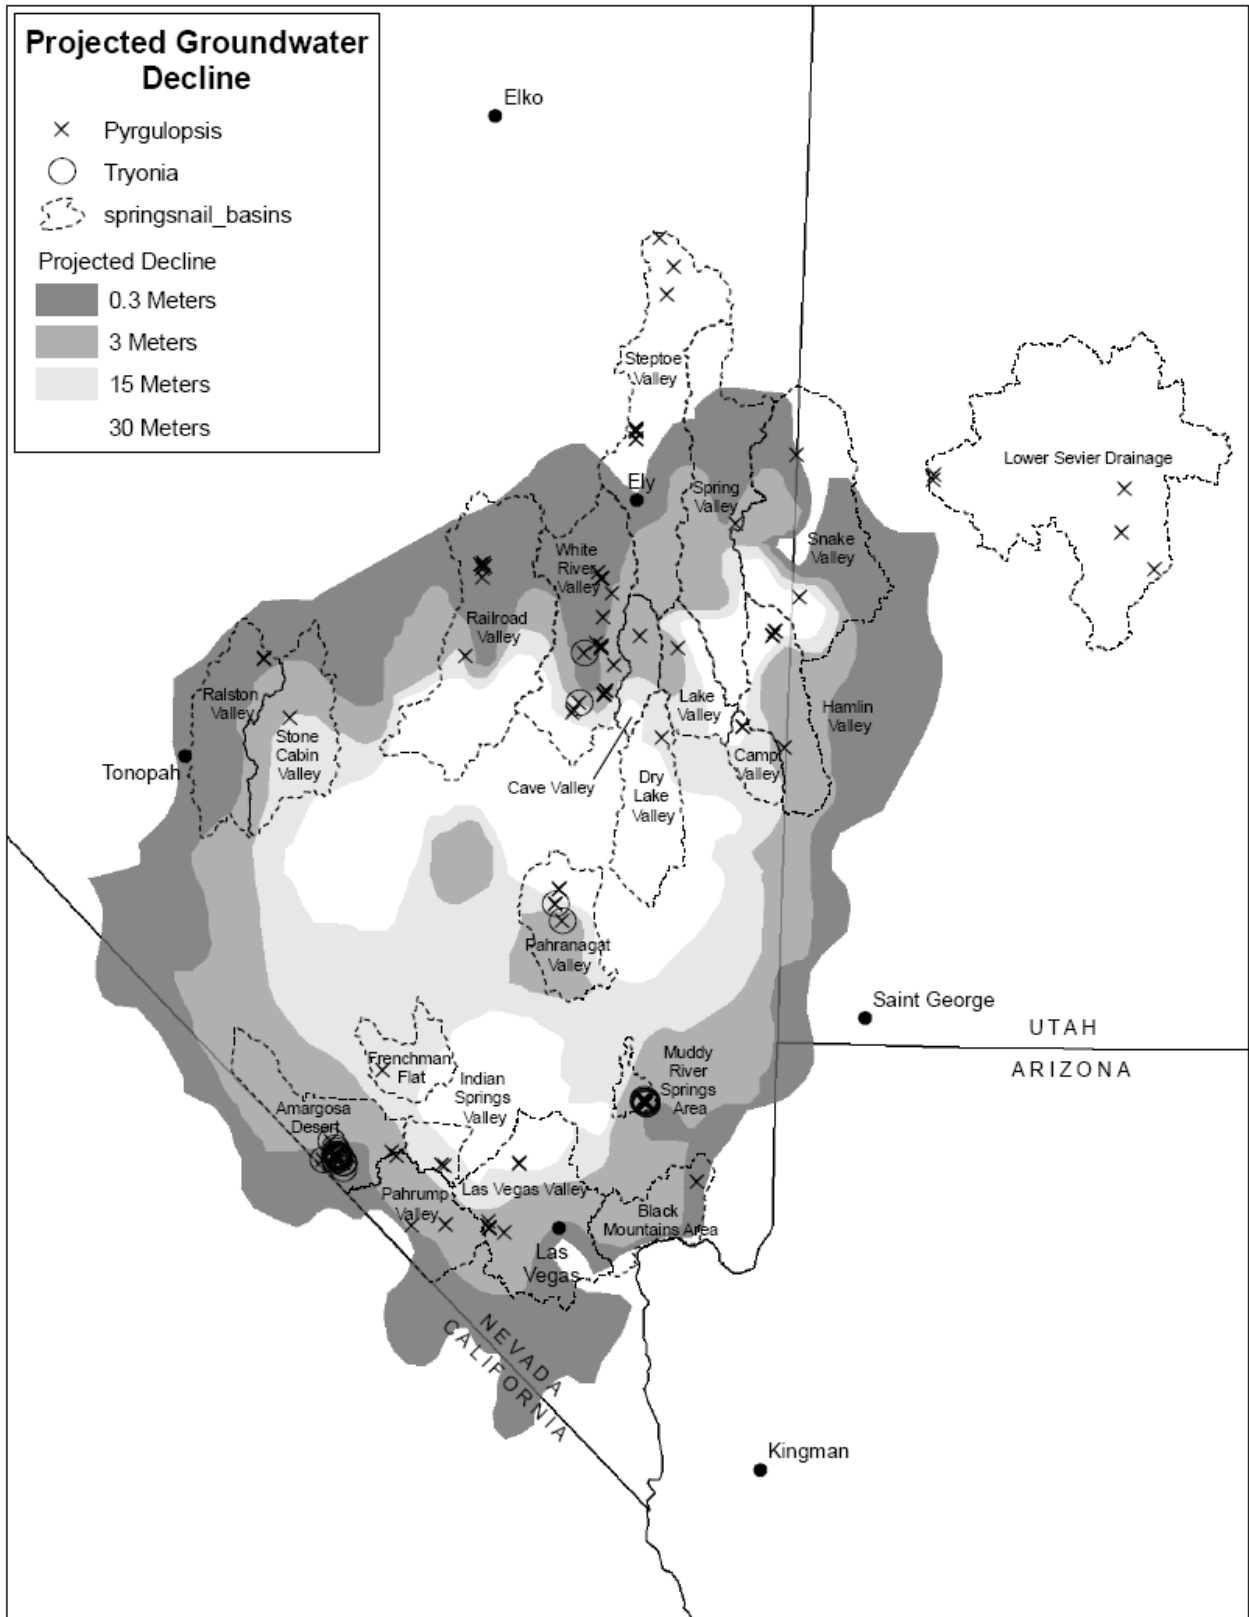 Projected Groundwater
Decline
Pyrgulopsis
Tryonia
springsnail_basins
Projected Decline
0.3 Meters
3 Meters
15 Meters
30 Meters
Elko
Steptoe
Valley
Lower Sevier Drainage
Ely
Spring
Valley
White
River
Valley
Snake
Valley
Railroad
Valley
Ralston
Valley
Lake
Valley
Hamlin
Valley
Stone
Cabin
Valley
Camp
Valley
Tonopah
Cave Valley
Dry
Lake
Valley
Pahranagat
Valley
Saint George
UTAH
ARIZONA
Muddy
River
Springs
Area
Frenchman
Flat
Indian
Springs
Valley
Amargosa
Desert
Pahrump
Valley
Las Vegas Valley
Black
Mountains Area
Las
Vegas
NEVADA
CALIFORNIA
Kingman